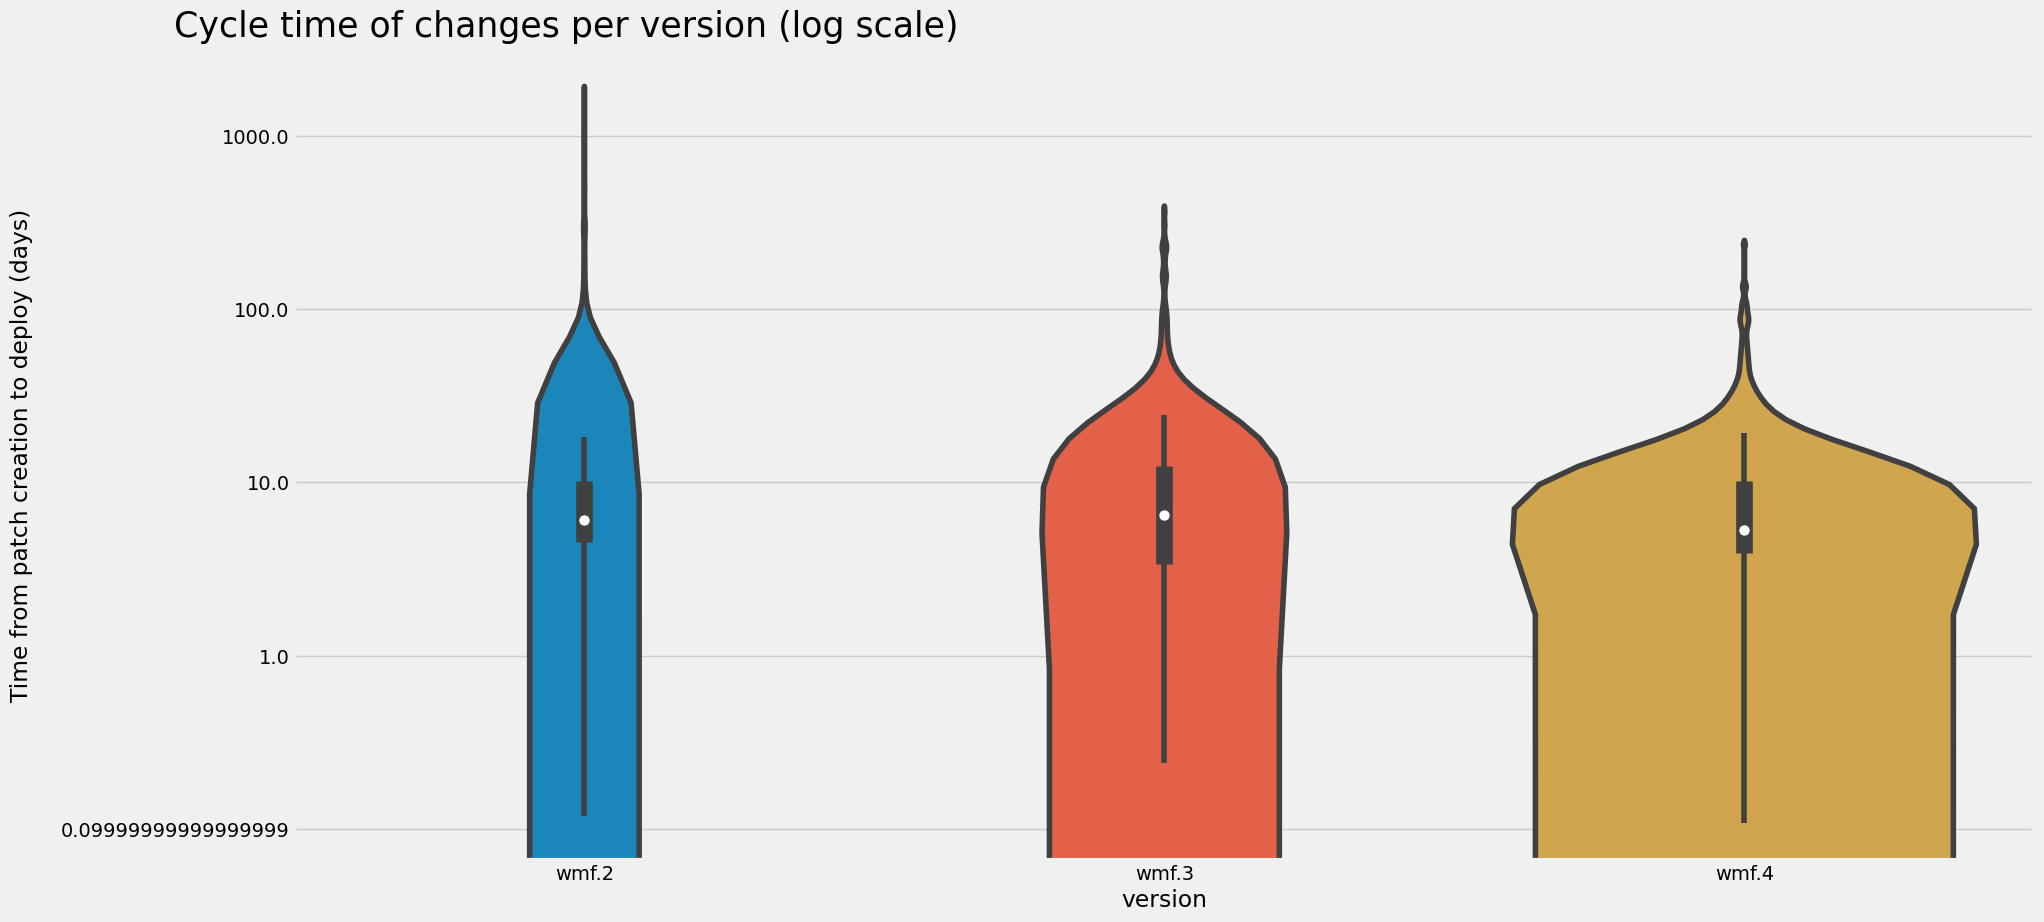 Cycle time of changes per version (log scale)
Time from patch creation to deploy (days)
1000.0
100.0
10.0
1.0
0.09999999999999999
wmf.2
wmf.3
wmf.4
version